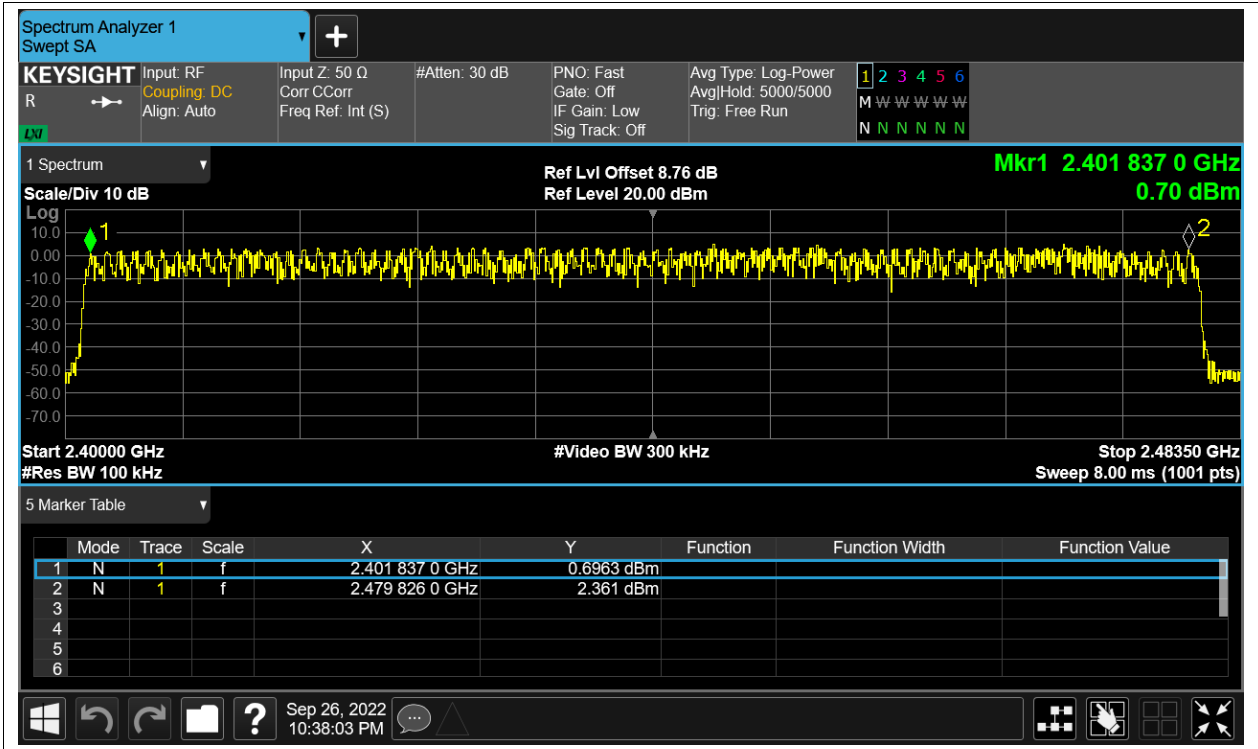 Spectrum Analyzer 1
Swept SA
KEYSIGHT
R
LXI
Input: RF
Coupling: DC
Align: Auto
Input Z: 50 Ω
Corr CCorr
Freq Ref: Int (S)
#Atten: 30 dB
PNO: Fast
Gate: Off
IF Gain: Low
Sig Track: Off
Avg Type: Log-Power
Avg|Hold: 5000/5000
Trig: Free Run
1 2 3 4 5 6
M W W W W W
N N N N N N
1 Spectrum
Scale/Div 10 dB
Ref Lvl Offset 8.76 dB
Ref Level 20.00 dBm
Mkr1 2.401 837 0 GHz
0.70 dBm
Log
10.0
0.00
-10.0
-20.0
-30.0
-40.0
-50.0
-60.0
-70.0
1
2
Start 2.40000 GHz
#Video BW 300 kHz
Stop 2.48350 GHz
#Res BW 100 kHz
Sweep 8.00 ms (1001 pts)
5 Marker Table
Mode Trace Scale X Y Function Function Width Function Value
1 N 1 f 2.401 837 0 GHz 0.6963 dBm
2 N 1 f 2.479 826 0 GHz 2.361 dBm
3
4
5
6
?
Sep 26, 2022
10:38:03 PM